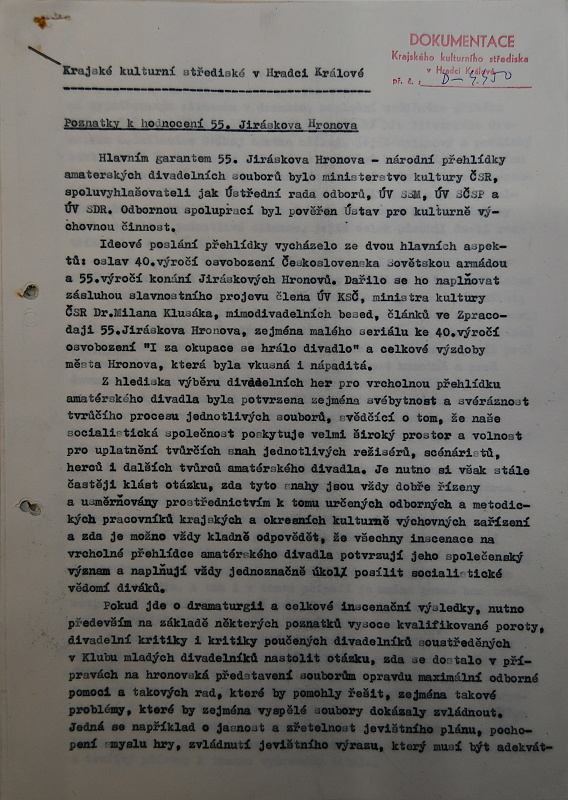 DOKUMENTACE
Krajského kulturního střediska
v Hradci Králové
př. č.: D-4.950
Krajské kulturní středisko v Hradci Králové
Poznatky k hodnocení 55. Jiráskova Hronova
Hlavním garantem 55. Jiráskova Hronova - národní přehlídky
amaterských divadelních souborů bylo ministerstvo kultury ČSR,
spoluvyhlašovateli jak Ústřední rada odborů, ÚV SSM, ÚV SČSP a
ÚV SDR. Odbornou spoluprací byl pověřen Ústav pro kulturně vý-
chovnou činnost.
Ideové poslání přehlídky vycházelo ze dvou hlavních aspek-
tů: oslav 40.výročí osvobození Československa Sovětskou armádou
a 55.výročí konání Jiráskových Hronovů. Dařilo se ho naplňovat
zásluhou slavnostního projevu člena ÚV KSČ, ministra kultury
ČSR Dr.Milana Klusáka, mimodivadelních besed, článků ve Zpravo-
daji 55.Jiráskova Hronova, zejména malého seriálu ke 40.výročí
osvobození "I za okupace se hrálo divadlo" a celkové výzdoby
města Hronova, která byla vkusná i nápaditá.
Z hlediska výběru divadelních her pro vrcholnou přehlídku
amatérského divadla byla potvrzena zejména svébytnost a svéráznost
tvrůčího procesu jednotlivých souborů, svědčící o tom, že naše
socialistická společnost poskytuje velmi široký prostor a volnost
pro uplatnění tvůrčích snah jednotlivých režisérů, scénáristů,
herců i dalších tvůrců amatérského divadla. Je nutno si však stále
častěji klást otázku, zda tyto snahy jsou vždy dobře řízeny
a usměrňovány prostřednictvím k tomu určených odborných a metodic-
kých pracovníků krajských a okresních kulturně výchovných zařízení
a zda je možno vždy kladně odpovědět, že všechny inscenace na
vrcholné přehlídce amatérského divadla potvrzují jeho společenský
význam a naplňují vždy jednoznačně úkol posílit socialistické
vědomí diváků.
Pokud jde o dramaturgii a celkové inscenační výsledky, nutno
především na základě některých poznatků vysoce kvalifikované poroty,
divadelní kritiky i kritiky poučených divadelníků soustředěných
v Klubu mladých divadelníků nastolit otázku, zda se dostalo v pří-
pravách na hronovská představení souborům opravdu maximální odborné
pomoci a takových rad, které by pomohly řešit, zejména takové
problémy, které by zejména vyspělé soubory dokázaly zvládnout.
Jedná se například o jasnost a zřetelnost jevištního plánu, pocho-
pení smyslu hry, zvládnutí jevištního výrazu, který musí být adekvát-